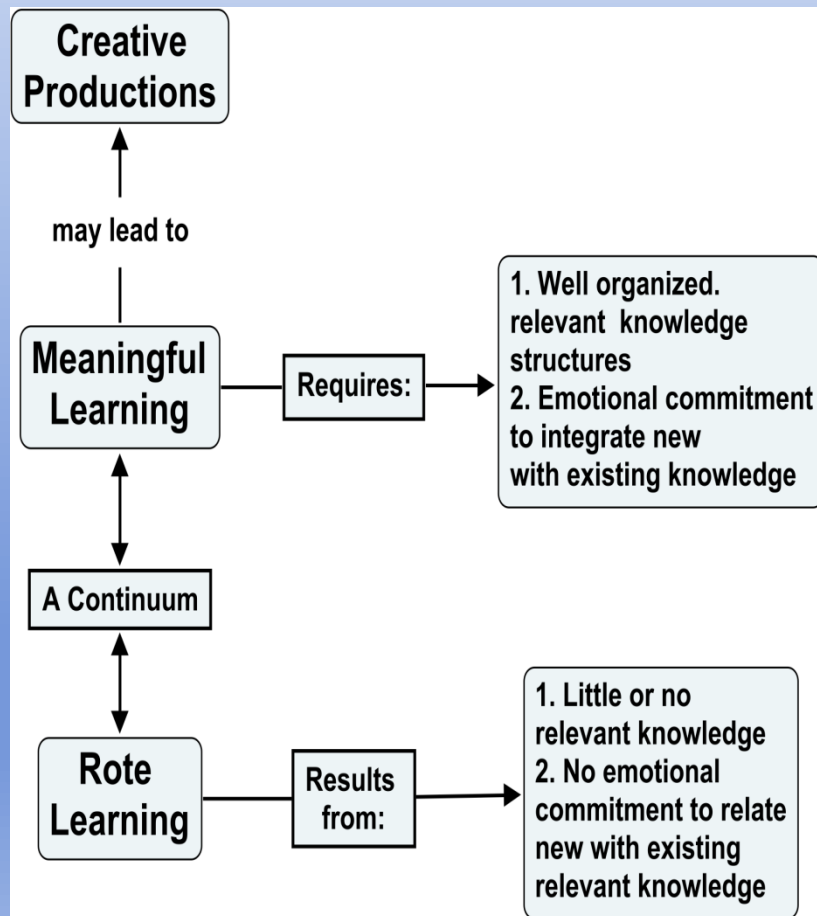 Creative
Productions
may lead to
Meaningful
Learning
Requires:
1. Well organized.
relevant knowledge
structures
2. Emotional commitment
to integrate new
with existing knowledge
A Continuum
Rote
Learning
Results
from:
1. Little or no
relevant knowledge
2. No emotional
commitment to relate
new with existing
relevant knowledge